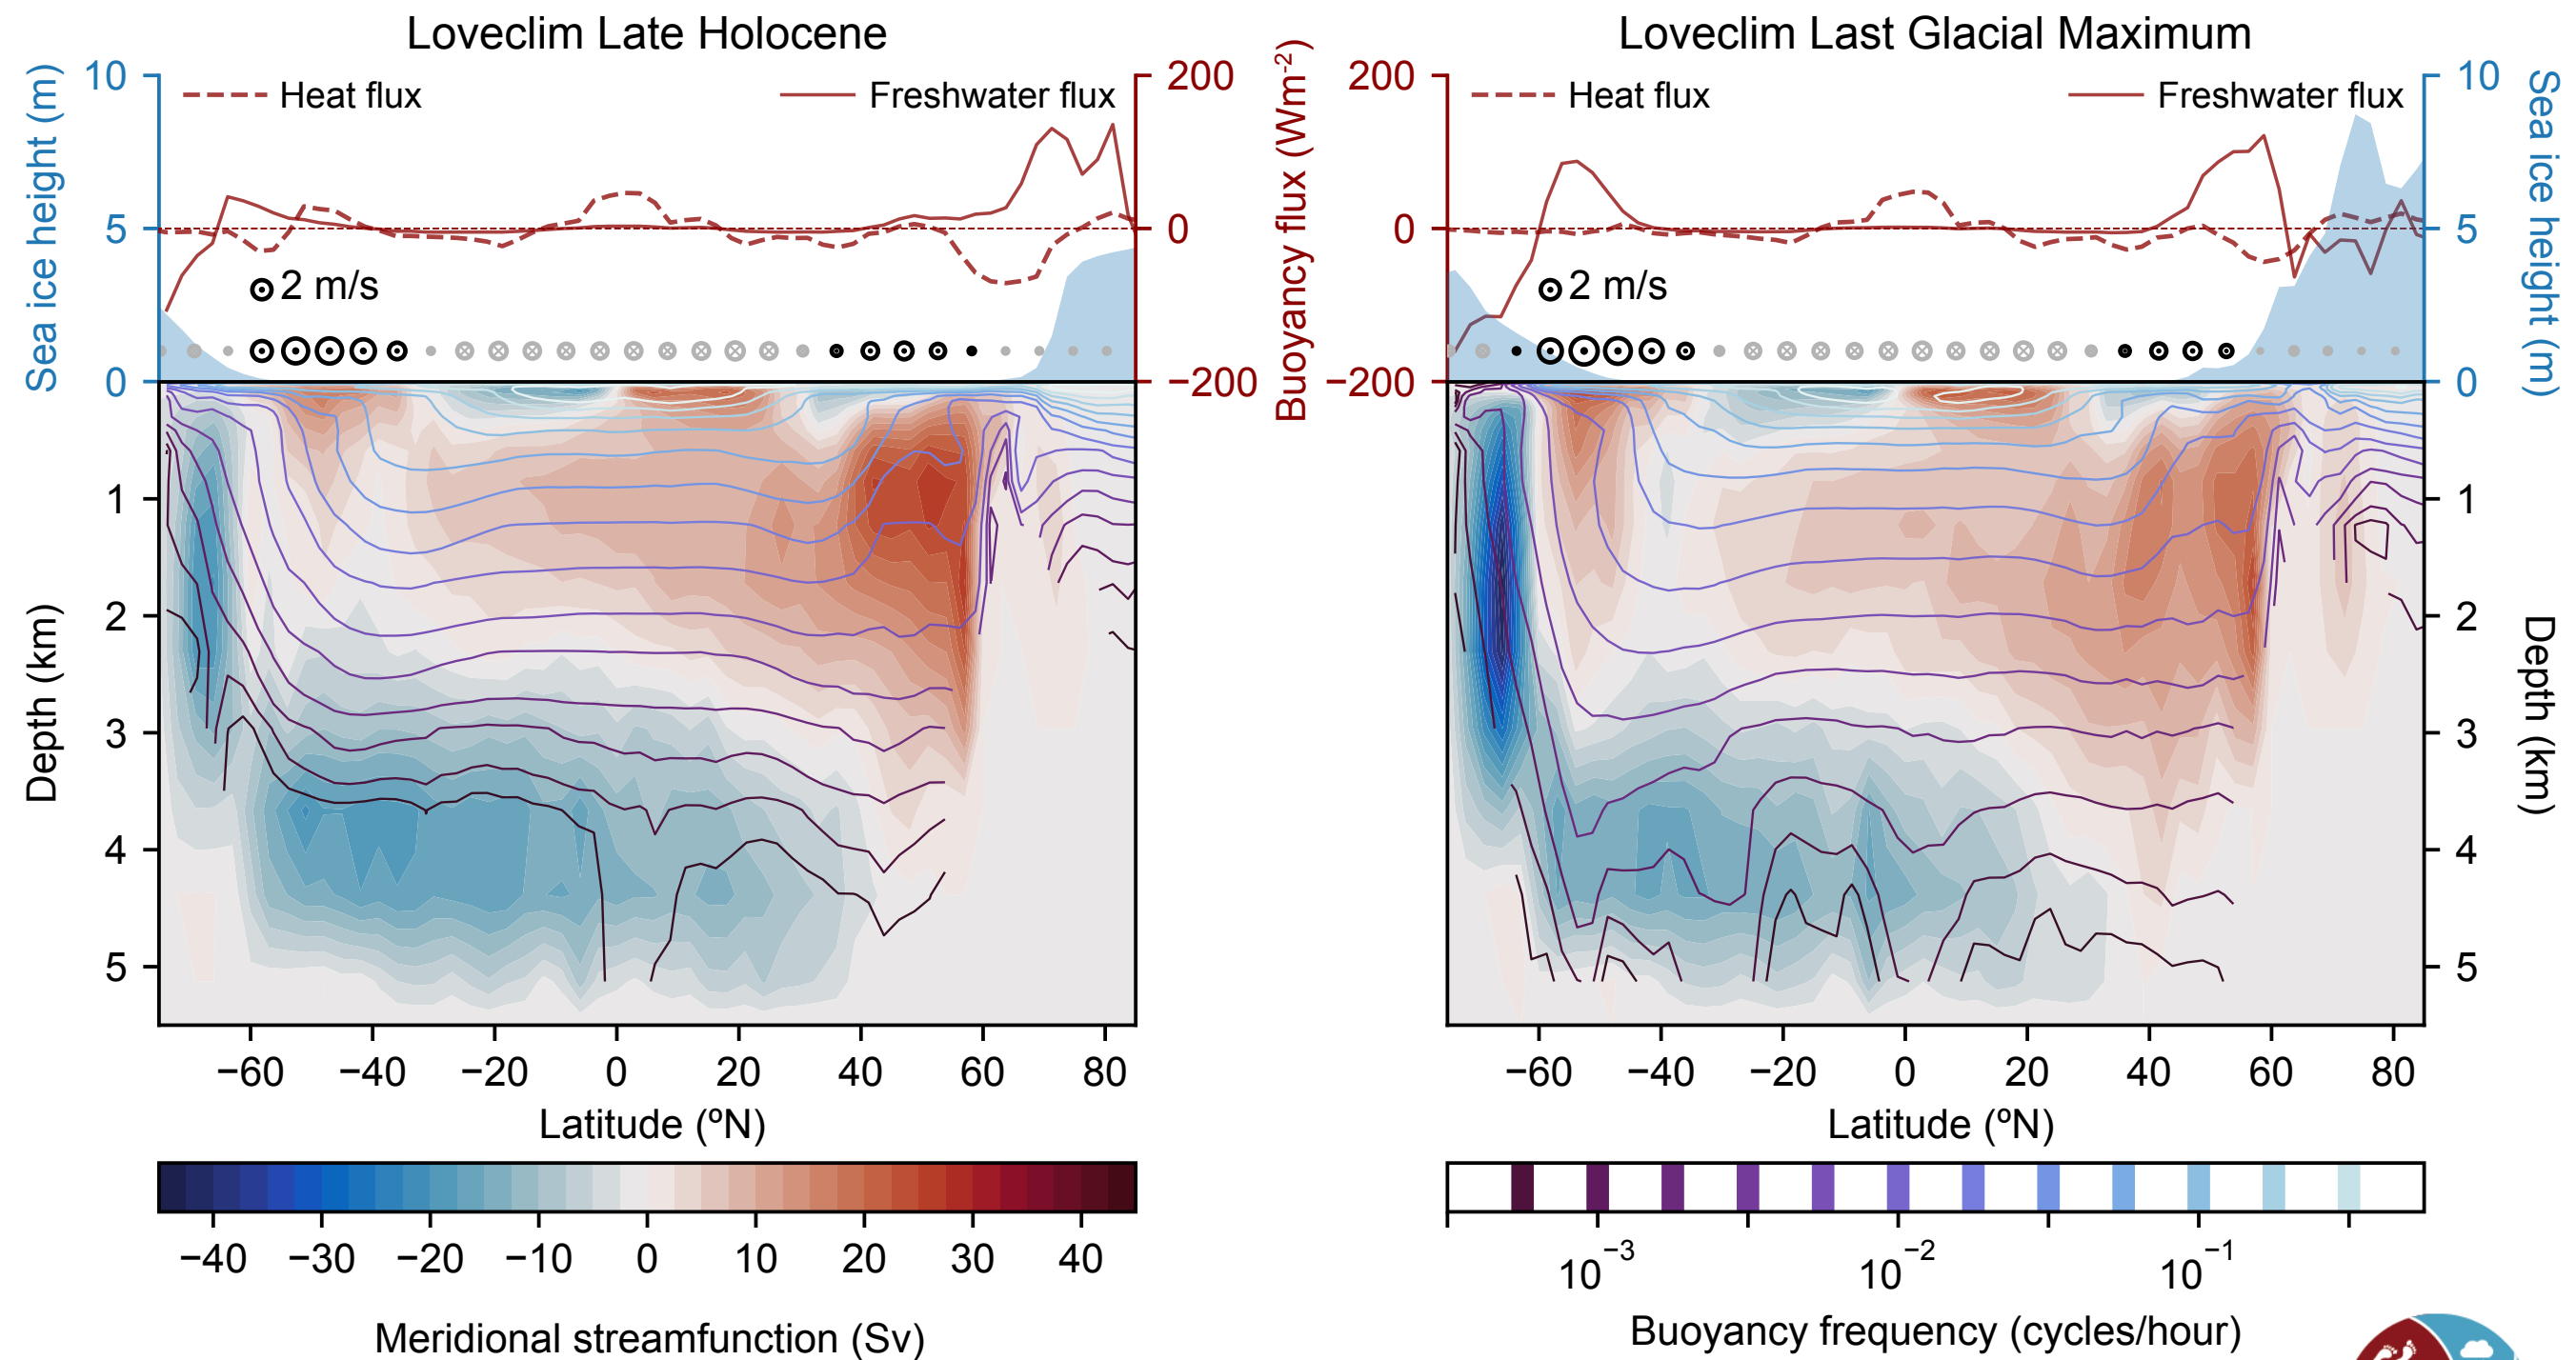 Loveclim Late Holocene
Loveclim Last Glacial Maximum
Sea ice height (m)
10
5
0
Heat flux
Freshwater flux
200
0
−200
Buoyancy flux (Wm-2)
200
0
−200
Heat flux
Freshwater flux
10
5
0
Sea ice height (m)
2 m/s
2 m/s
Depth (km)
1
2
3
4
5
1
2
3
4
5
Depth (km)
−60 −40 −20 0 20 40 60 80
−60 −40 −20 0 20 40 60 80
Latitude (ºN)
Latitude (ºN)
−40 −30 −20 −10 0 10 20 30 40
10−3 10−2 10−1
Meridional streamfunction (Sv)
Buoyancy frequency (cycles/hour)